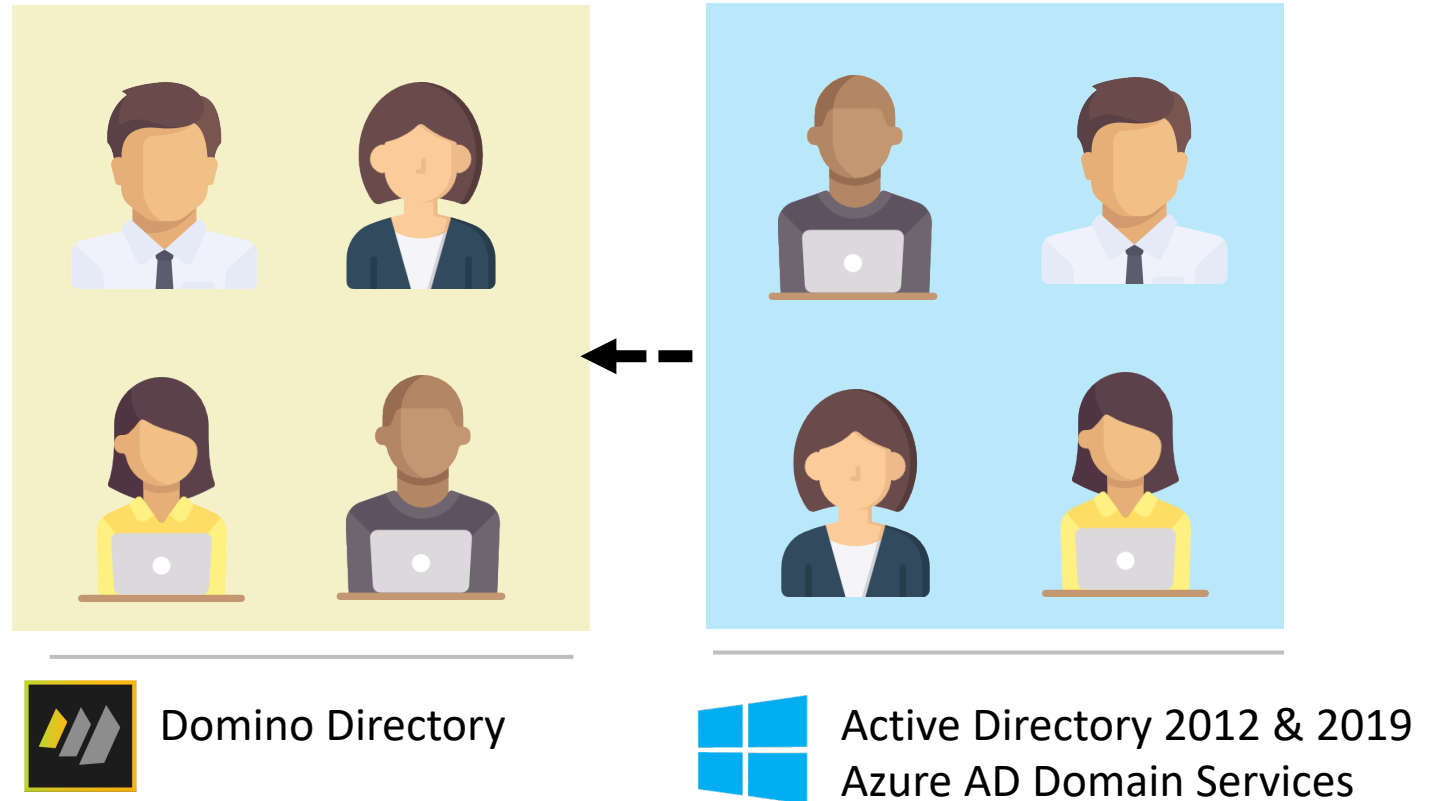 Domino Directory
Active Directory 2012 & 2019
Azure AD Domain Services